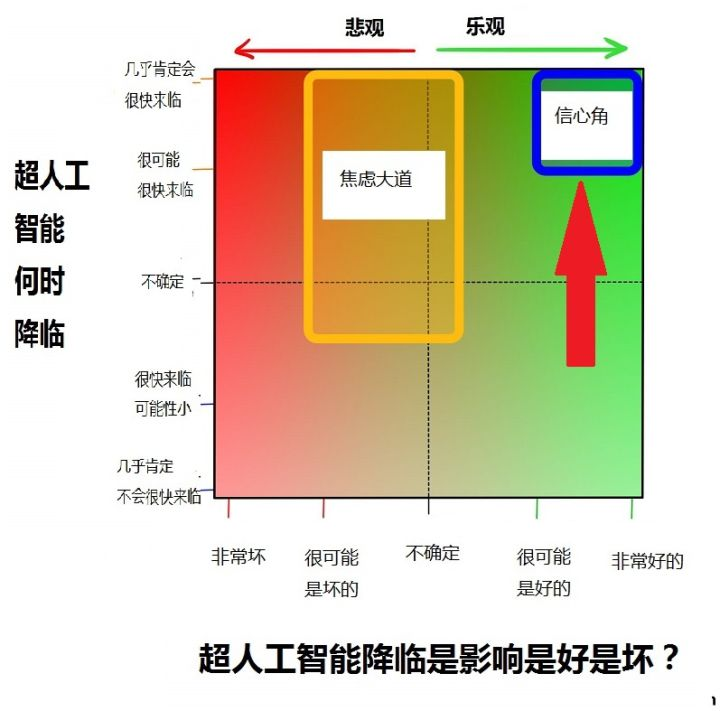 悲观
乐观
几乎肯定会
很快来临
信心角
很可能
很快来临
焦虑大道
超人工
智能
何时
降临
不确定
很快来临
可能性小
几乎肯定
不会很快来临
非常坏
很可能
是坏的
不确定
很可能
是好的
非常好的
超人工智能降临是影响是好是坏？